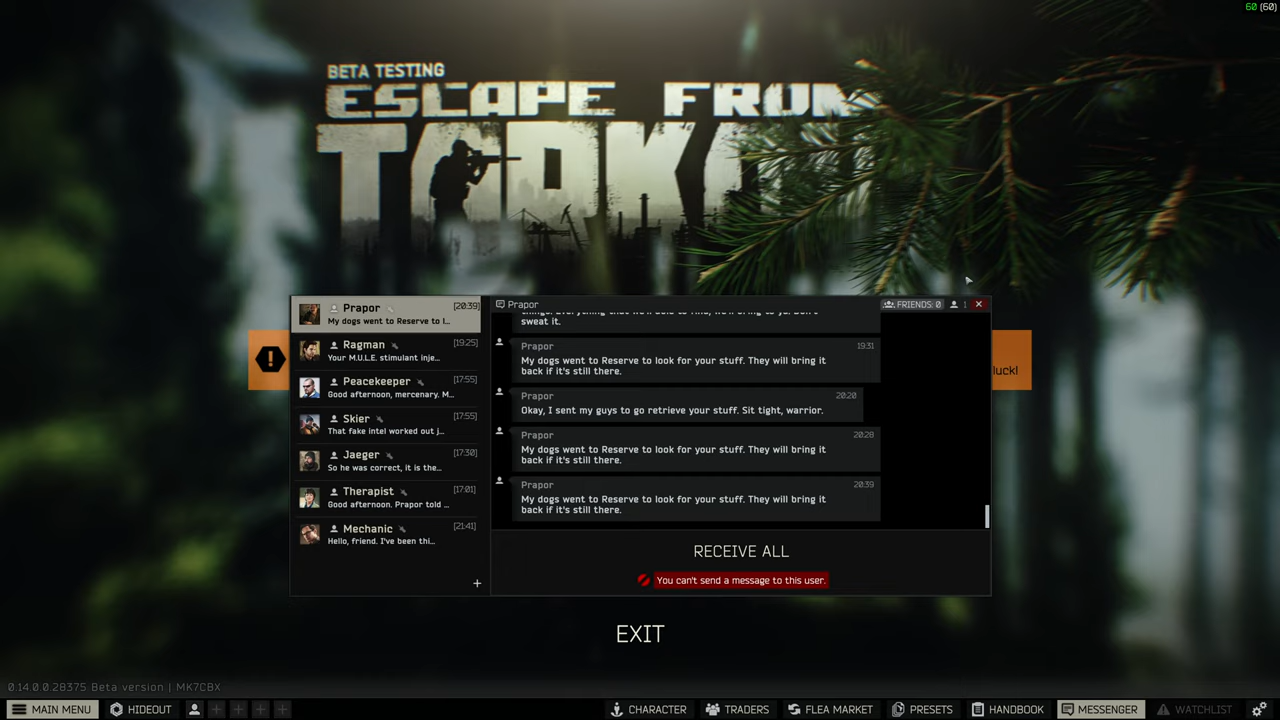 60 (60)
BETA TESTING
ESCAPE FROM
TARKO
Prapor
[20:39]
My dogs went to Reserve to l...
Ragman
[19:25]
Your M.U.L.E. stimulant inje...
Peacekeeper
[17:55]
Good afternoon, mercenary. M...
Skier
[17:55]
That fake intel worked out j...
Jaeger
[17:30]
So he was correct, it is the...
Therapist
[17:01]
Good afternoon. Prapor told ...
Mechanic
[21:41]
Hello, friend. I've been thi...
+
Prapor
FRIENDS: 0
1
sweat it.
Prapor
19:31
My dogs went to Reserve to look for your stuff. They will bring it
back if it's still there.
Prapor
20:20
Okay, I sent my guys to go retrieve your stuff. Sit tight, warrior.
Prapor
20:28
My dogs went to Reserve to look for your stuff. They will bring it
back if it's still there.
Prapor
20:39
My dogs went to Reserve to look for your stuff. They will bring it
back if it's still there.
RECEIVE ALL
You can't send a message to this user.
luck!
EXIT
0.14.0.0.28375 Beta version | MK7CBX
MAIN MENU
HIDEOUT
CHARACTER
TRADERS
FLEA MARKET
PRESETS
HANDBOOK
MESSENGER
WATCHLIST